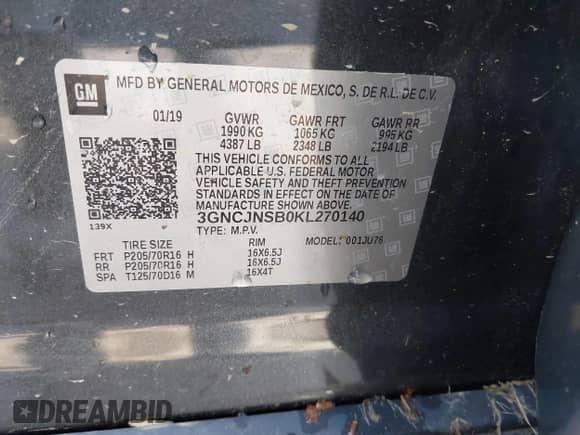 GM
MFD BY GENERAL MOTORS DE MEXICO, S. DE R.L. DE C.V.
01/19 GVWR GAWR FRT GAWR RR
1990 KG 1065 KG 995 KG
4387 LB 2348 LB 2194 LB
THIS VEHICLE CONFORMS TO ALL
APPLICABLE U.S. FEDERAL MOTOR
VEHICLE SAFETY AND THEFT PREVENTION
STANDARDS IN EFFECT ON THE DATE OF
MANUFACTURE SHOWN ABOVE.
3GNCJNSB0KL270140
139X
TYPE: M.P.V.
TIRE SIZE RIM MODEL: 001JU76
FRT P205/70R16 H 16X6.5J
RR P205/70R16 H 16X6.5J
SPA T125/70D16 M 16X4T
DREAMBID